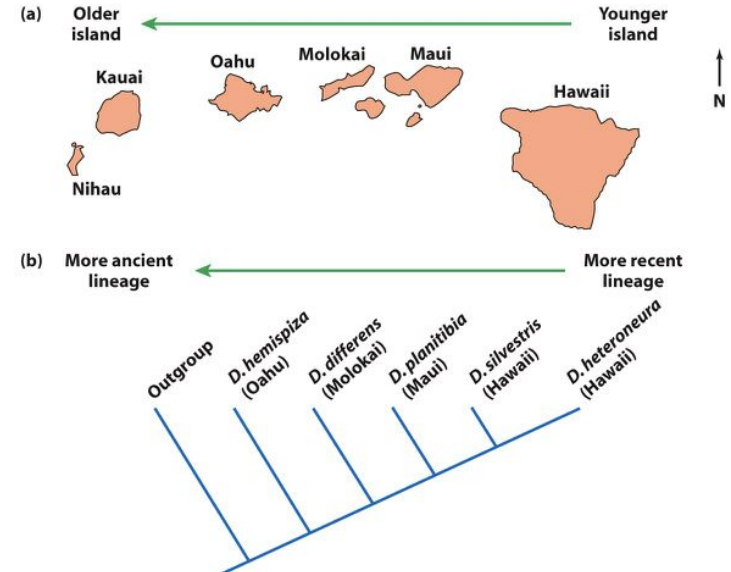 (a)
Older
island
Younger
island
Kauai
Oahu
Molokai
Maui
Hawaii
N
Nihau
(b)
More ancient
lineage
More recent
lineage
Outgroup
D. hemispiza
(Oahu)
D. differens
(Molokai)
D. planitibia
(Maui)
D. silvestris
(Hawaii)
D. heteroneura
(Hawaii)